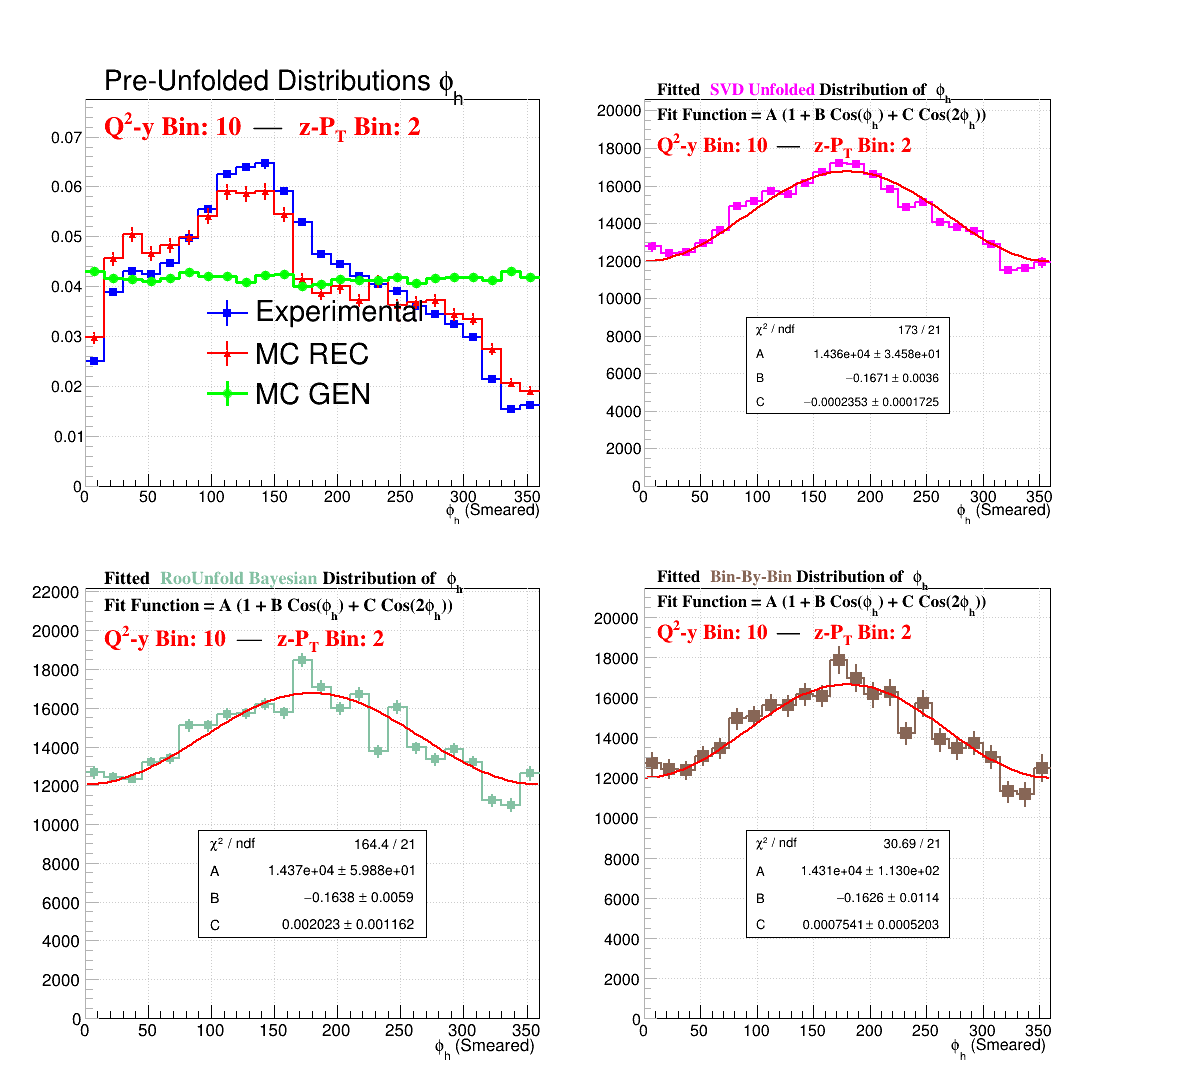 Pre-Unfolded Distributions ϕh
Q2-y Bin: 10 — z-PT Bin: 2
0.07
0.06
0.05
0.04
0.03
0.02
0.01
0
Experimental
MC REC
MC GEN
0 50 100 150 200 250 300 350
ϕh (Smeared)
Fitted SVD Unfolded Distribution of ϕh
Fit Function = A (1 + B Cos(ϕh) + C Cos(2ϕh))
Q2-y Bin: 10 — z-PT Bin: 2
20000
18000
16000
14000
12000
10000
8000
6000
4000
2000
0
χ2 / ndf 173 / 21
A 1.436e+04 ± 3.458e+01
B −0.1671 ± 0.0036
C −0.0002353 ± 0.0001725
0 50 100 150 200 250 300 350
ϕh (Smeared)
Fitted RooUnfold Bayesian Distribution of ϕh
Fit Function = A (1 + B Cos(ϕh) + C Cos(2ϕh))
Q2-y Bin: 10 — z-PT Bin: 2
22000
20000
18000
16000
14000
12000
10000
8000
6000
4000
2000
0
χ2 / ndf 164.4 / 21
A 1.437e+04 ± 5.988e+01
B −0.1638 ± 0.0059
C 0.002023 ± 0.001162
0 50 100 150 200 250 300 350
ϕh (Smeared)
Fitted Bin-By-Bin Distribution of ϕh
Fit Function = A (1 + B Cos(ϕh) + C Cos(2ϕh))
Q2-y Bin: 10 — z-PT Bin: 2
20000
18000
16000
14000
12000
10000
8000
6000
4000
2000
0
χ2 / ndf 30.69 / 21
A 1.431e+04 ± 1.130e+02
B −0.1626 ± 0.0114
C 0.0007541 ± 0.0005203
0 50 100 150 200 250 300 350
ϕh (Smeared)